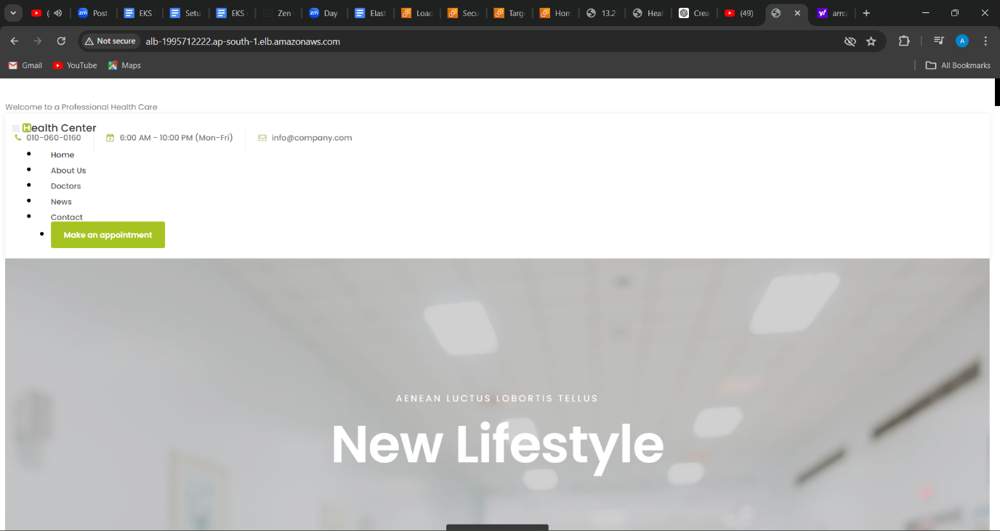 ( Post EKS Setu EKS Zen Day Elast Load Secu Targ Hom 13.2 Heal Crea (49) arn:a
Not secure alb-1995712222.ap-south-1.elb.amazonaws.com A
Gmail YouTube Maps All Bookmarks
Welcome to a Professional Health Care
Health Center
010-060-0160 6:00 AM - 10:00 PM (Mon-Fri) info@company.com
Home
About Us
Doctors
News
Contact
Make an appointment
AENEAN LUCTUS LOBORTIS TELLUS
New Lifestyle